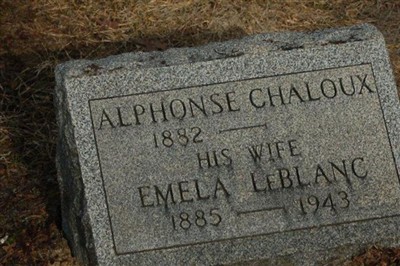 ALPHONSE CHALOUX
1882 —
HIS WIFE
EMELA LEBLANC
1885 — 1943